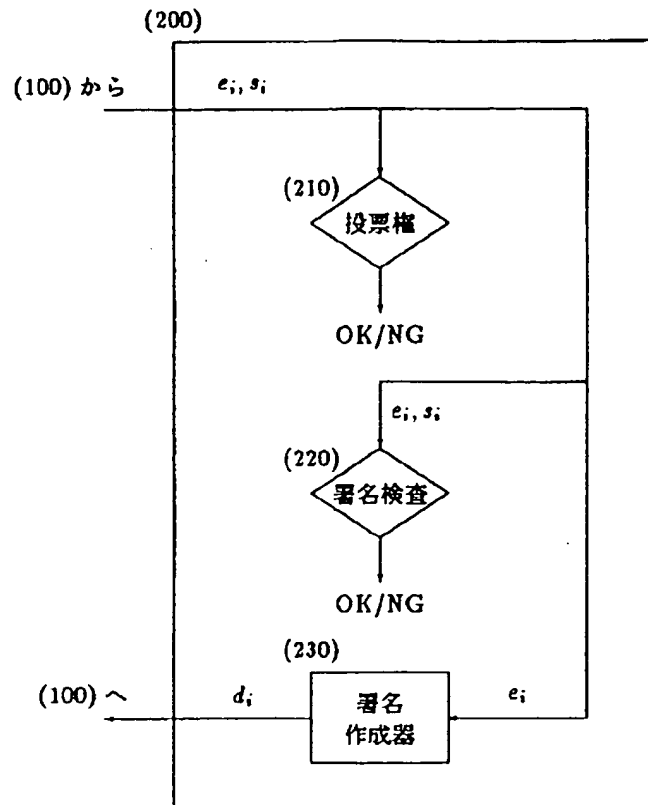 (200)
(100) から
e_i, s_i
(210)
投票権
OK/NG
e_i, s_i
(220)
署名検査
OK/NG
(230)
(100) へ
d_i
署名
作成器
e_i